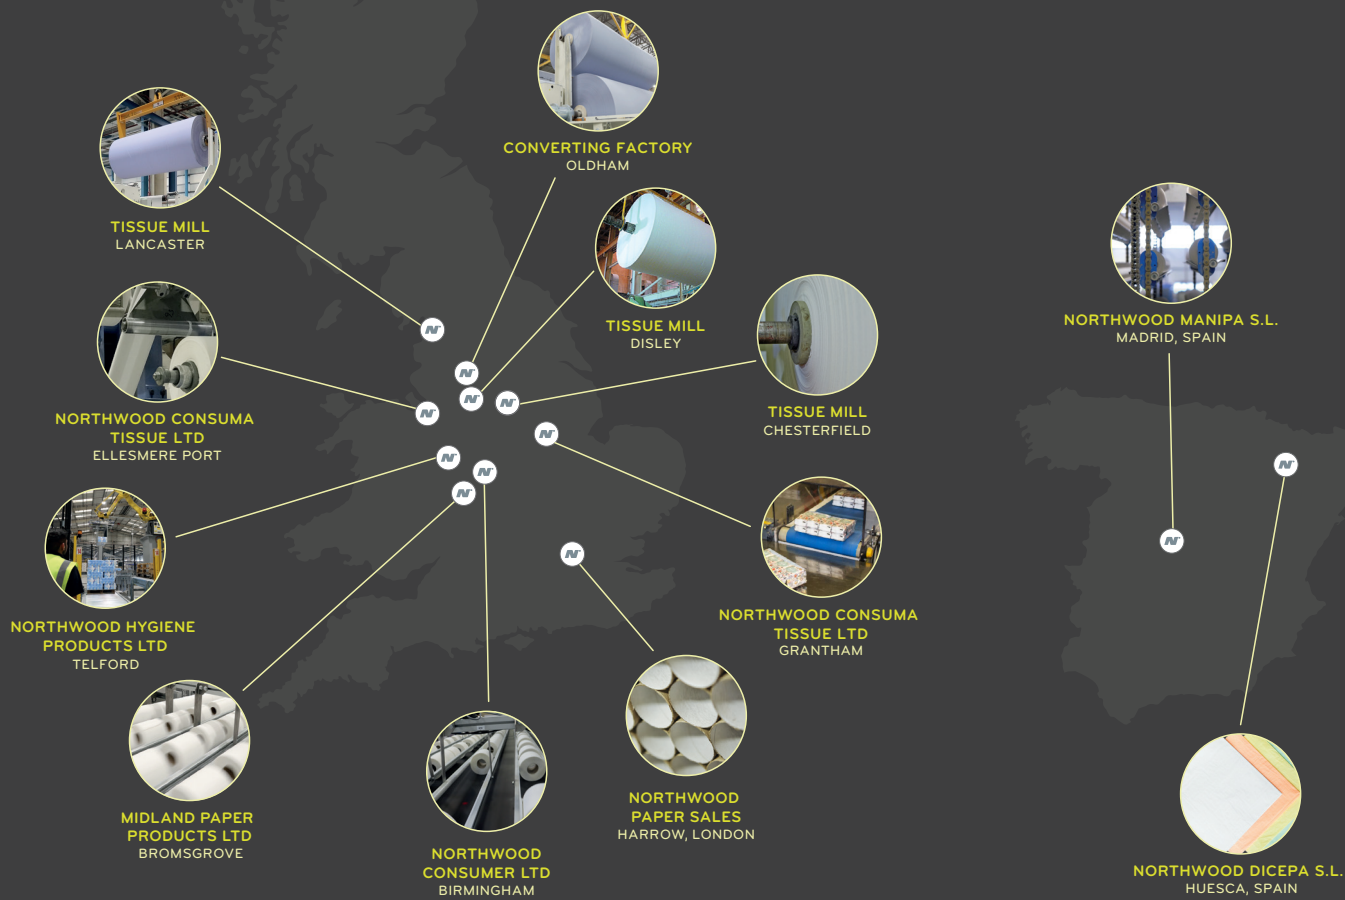 CONVERTING FACTORY
OLDHAM
TISSUE MILL
LANCASTER
TISSUE MILL
DISLEY
NORTHWOOD MANIPA S.L.
MADRID, SPAIN
TISSUE MILL
CHESTERFIELD
NORTHWOOD CONSUMA
TISSUE LTD
ELLESMERE PORT
NORTHWOOD CONSUMA
TISSUE LTD
GRANTHAM
NORTHWOOD HYGIENE
PRODUCTS LTD
TELFORD
MIDLAND PAPER
PRODUCTS LTD
BROMSGROVE
NORTHWOOD
CONSUMER LTD
BIRMINGHAM
NORTHWOOD
PAPER SALES
HARROW, LONDON
NORTHWOOD DICEPA S.L.
HUESCA, SPAIN
N
N
N
N
N
N
N
N
N
N
N
N